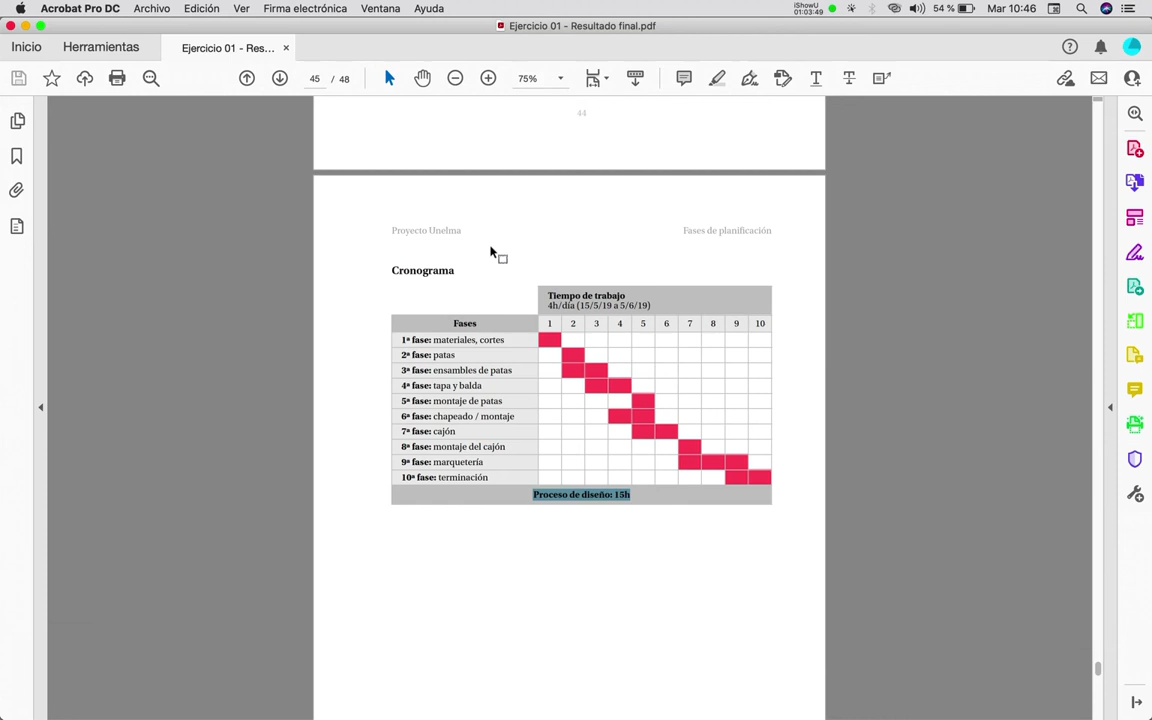 Acrobat Pro DC Archivo Edición Ver Firma electrónica Ventana Ayuda iShowU 01:03:49 54 % Mar 10:46
Ejercicio 01 - Resultado final.pdf
Inicio Herramientas Ejercicio 01 - Res... ×
45 / 48 75%
44
Proyecto Unelma Fases de planificación
Cronograma
Tiempo de trabajo
4h/día (15/5/19 a 5/6/19)
Fases 1 2 3 4 5 6 7 8 9 10
1ª fase: materiales, cortes
2ª fase: patas
3ª fase: ensambles de patas
4ª fase: tapa y balda
5ª fase: montaje de patas
6ª fase: chapeado / montaje
7ª fase: cajón
8ª fase: montaje del cajón
9ª fase: marquetería
10ª fase: terminación
Proceso de diseño: 15h